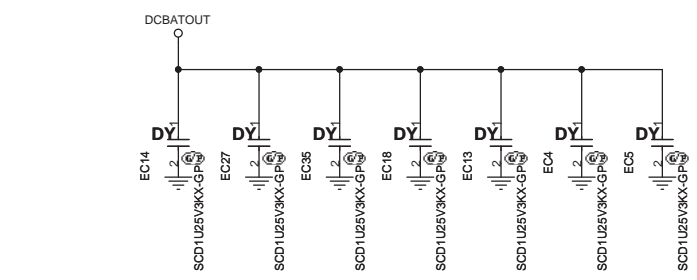 DCBATOUT
DY 1
2
EC14
SCD1U25V3KX-GP
DY 1
2
EC27
SCD1U25V3KX-GP
DY 1
2
EC35
SCD1U25V3KX-GP
DY 1
2
EC18
SCD1U25V3KX-GP
DY 1
2
EC13
SCD1U25V3KX-GP
DY 1
2
EC4
SCD1U25V3KX-GP
DY 1
2
EC5
SCD1U25V3KX-GP